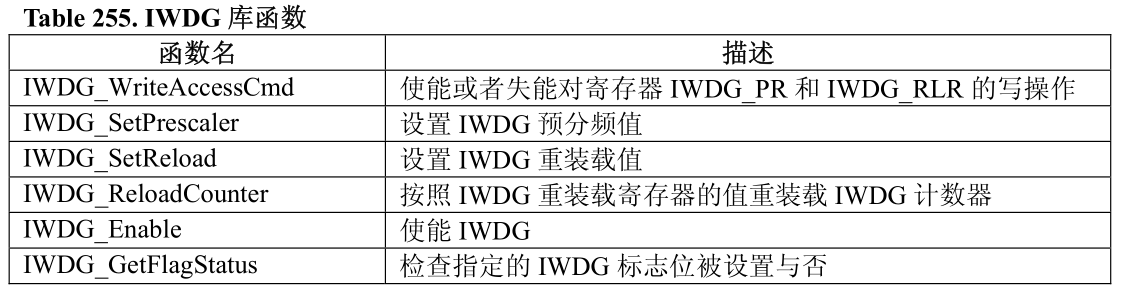 Table 255. IWDG 库函数
函数名 描述
IWDG_WriteAccessCmd 使能或者失能对寄存器 IWDG_PR 和 IWDG_RLR 的写操作
IWDG_SetPrescaler 设置 IWDG 预分频值
IWDG_SetReload 设置 IWDG 重装载值
IWDG_ReloadCounter 按照 IWDG 重装载寄存器的值重装载 IWDG 计数器
IWDG_Enable 使能 IWDG
IWDG_GetFlagStatus 检查指定的 IWDG 标志位被设置与否